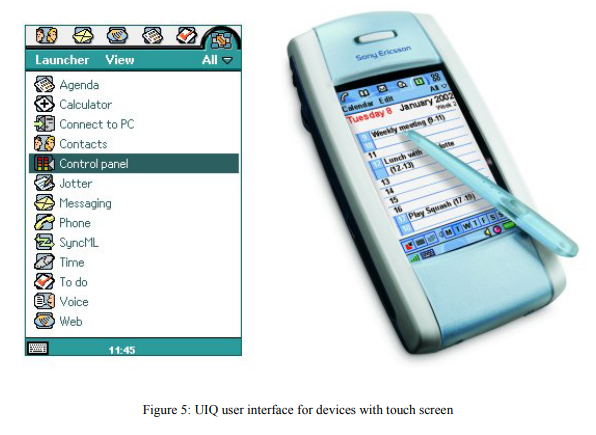 Launcher View All
Agenda
Calculator
Connect to PC
Contacts
Control panel
Jotter
Messaging
Phone
SyncML
Time
To do
Voice
Web
11:45
Sony Ericsson
Calendar Edit All
Tuesday 8 January 2002
Week 2
Weekly meeting (9-11)
11
Lunch with
(12-13)
13
14
15
16
Play Squash (17-19)
M T W T F S S
Figure 5: UIQ user interface for devices with touch screen